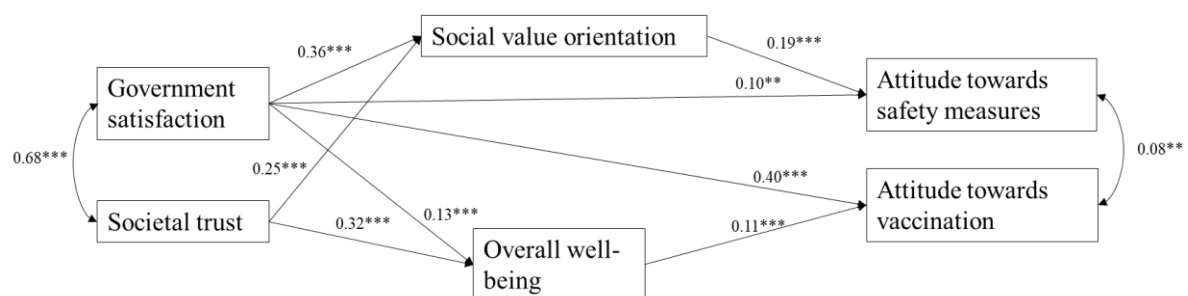 Social value orientation
0.36***
0.19***
Government
satisfaction
0.10**
Attitude towards
safety measures
0.68***
0.25***
0.08**
0.40***
Attitude towards
vaccination
Societal trust
0.32***
0.13***
0.11***
Overall well-
being